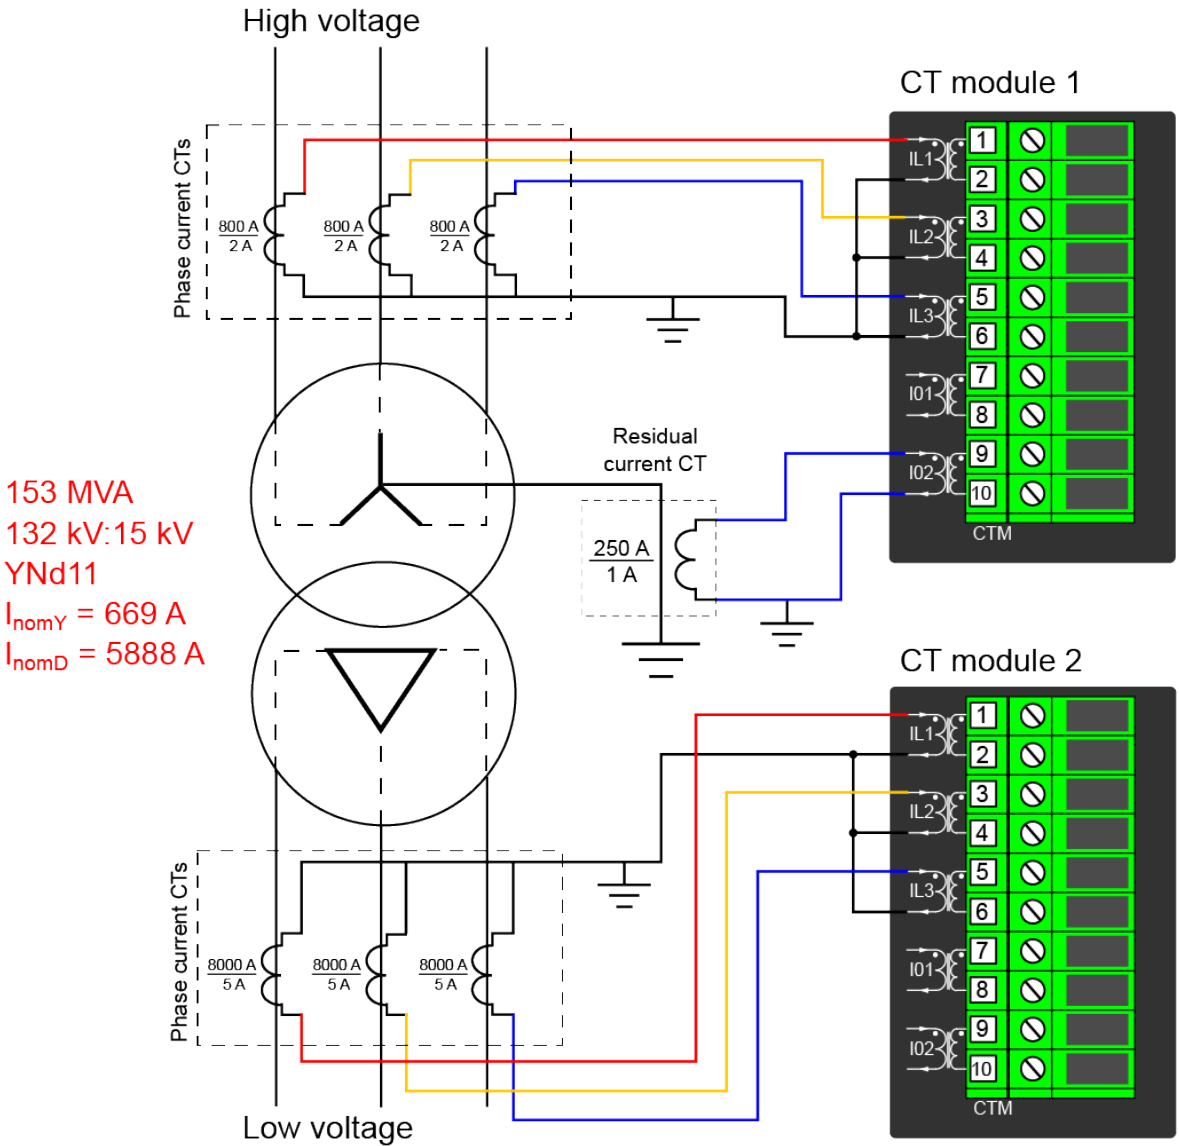 High voltage
CT module 1
Phase current CTs
800 A
2 A
800 A
2 A
800 A
2 A
IL1
IL2
IL3
I01
I02
1
2
3
4
5
6
7
8
9
10
CTM
Residual
current CT
250 A
1 A
153 MVA
132 kV:15 kV
YNd11
InomY = 669 A
InomD = 5888 A
CT module 2
IL1
IL2
IL3
I01
I02
1
2
3
4
5
6
7
8
9
10
CTM
Phase current CTs
8000 A
5 A
8000 A
5 A
8000 A
5 A
Low voltage